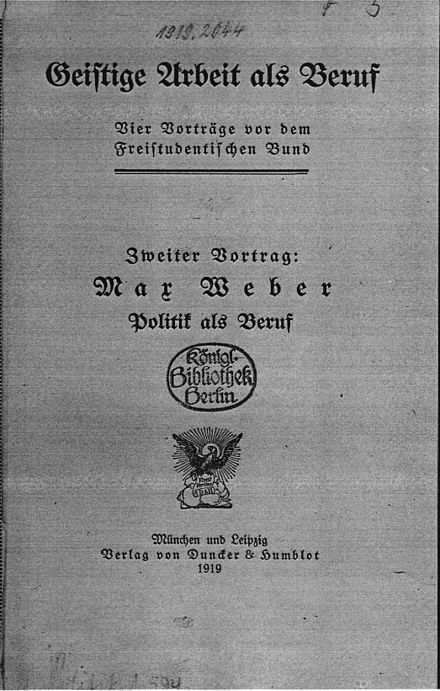 1919.2044
Geistige Arbeit als Beruf
Vier Vorträge vor dem
Freistudentischen Bund
Zweiter Vortrag:
Max Weber
Politik als Beruf
Königl.
Bibliothek
Berlin
München und Leipzig
Verlag von Duncker & Humblot
1919